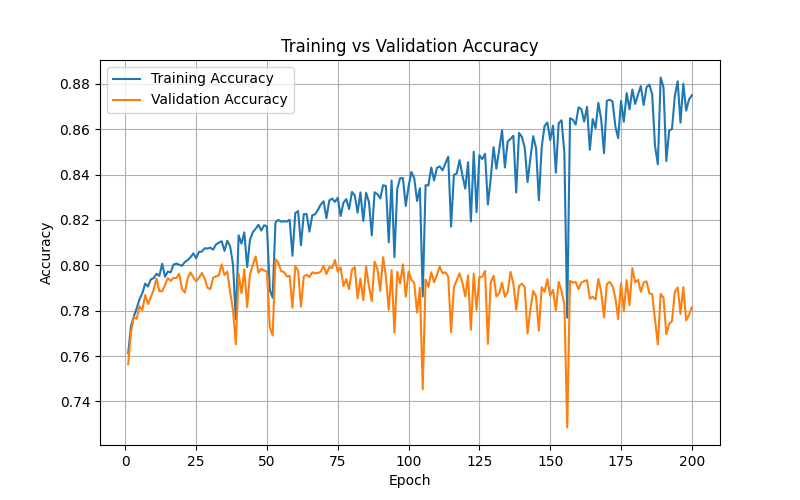 Training vs Validation Accuracy
Training Accuracy
Validation Accuracy
0.88
0.86
0.84
0.82
0.80
0.78
0.76
0.74
Accuracy
0 25 50 75 100 125 150 175 200
Epoch